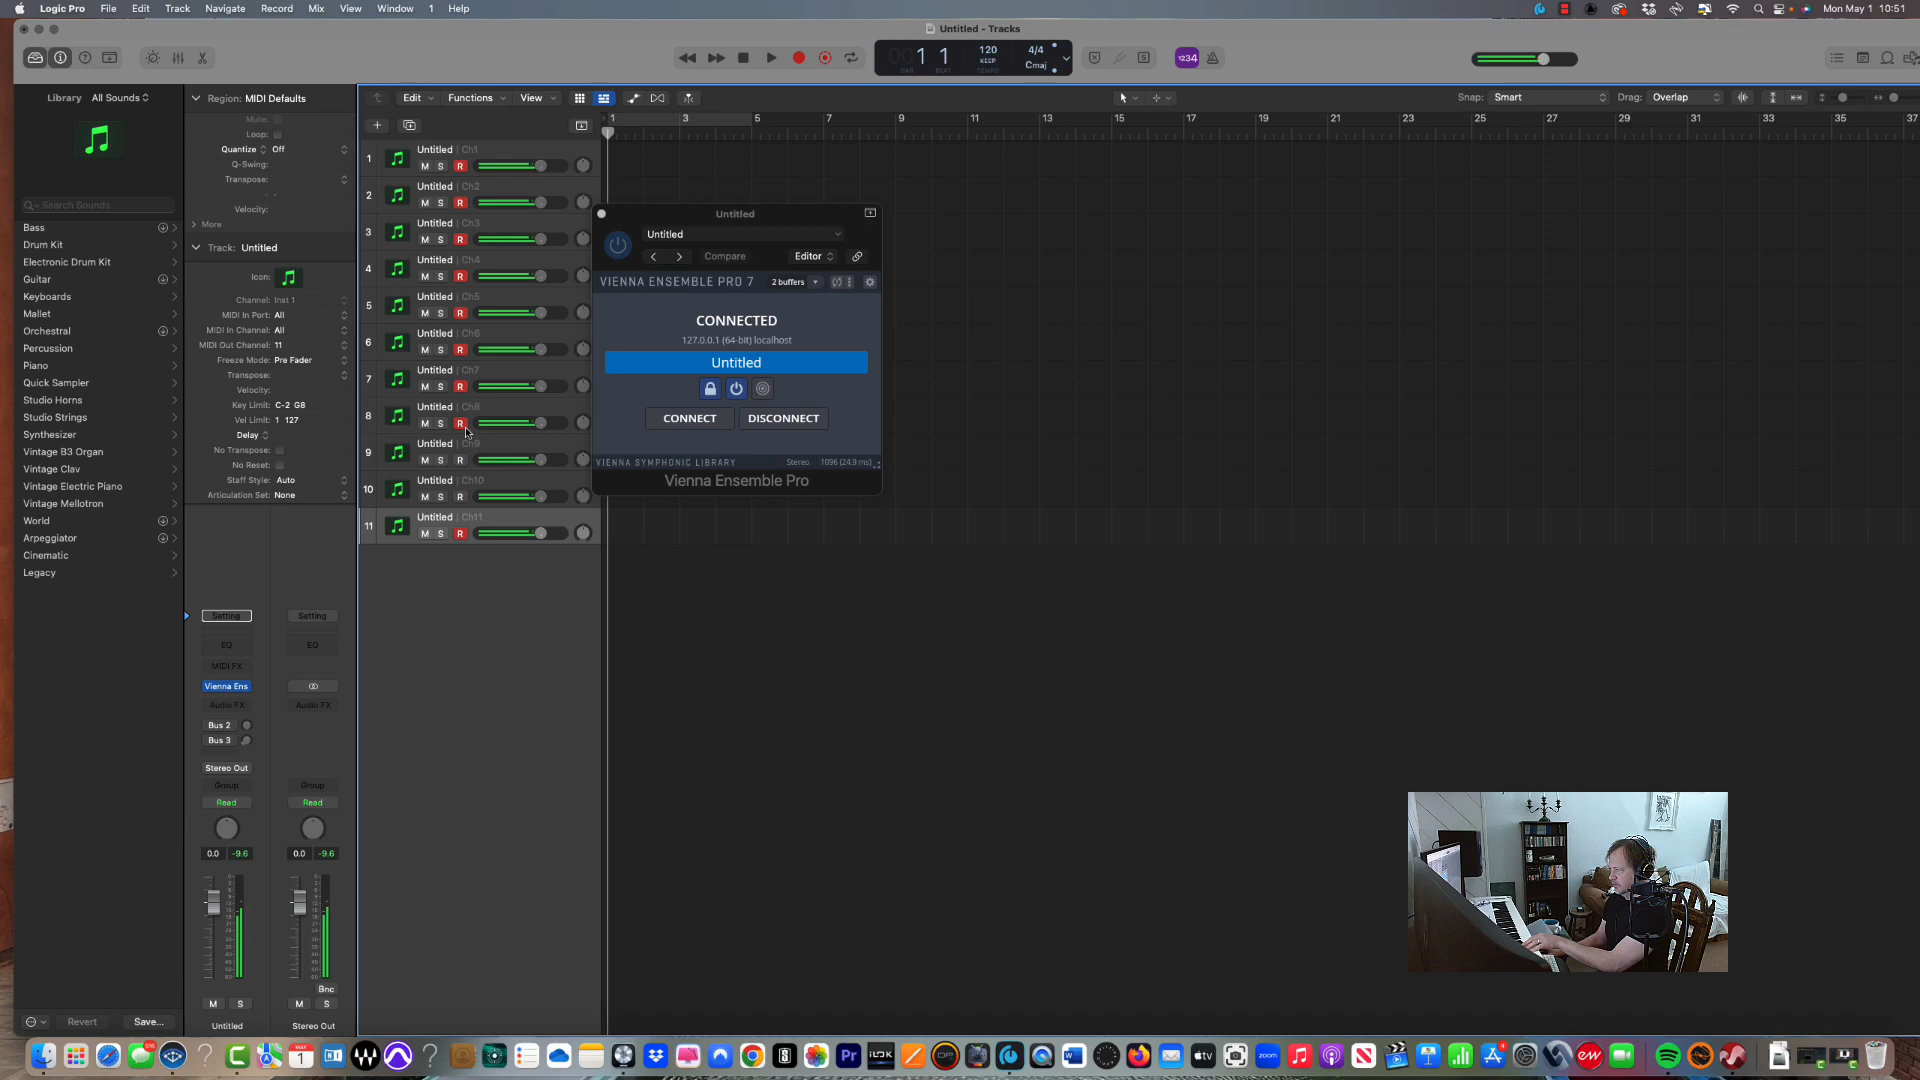 Logic Pro File Edit Track Navigate Record Mix View Window 1 Help
Mon May 1 10:51
Untitled - Tracks
1 1
BAR BEAT
120
KEEP
TEMPO
4/4
Cmaj
1234
Library All Sounds
Search Sounds
Bass
Drum Kit
Electronic Drum Kit
Guitar
Keyboards
Mallet
Orchestral
Percussion
Piano
Quick Sampler
Studio Horns
Studio Strings
Synthesizer
Vintage B3 Organ
Vintage Clav
Vintage Electric Piano
Vintage Mellotron
World
Arpeggiator
Cinematic
Legacy
Revert Save...
Region: MIDI Defaults
Mute:
Loop:
Quantize Off
Q-Swing:
Transpose:
Velocity:
More
Track: Untitled
Icon:
Channel: Inst 1
MIDI In Port: All
MIDI In Channel: All
MIDI Out Channel: 11
Freeze Mode: Pre Fader
Transpose:
Velocity:
Key Limit: C-2 G8
Vel Limit: 1 127
Delay
No Transpose:
No Reset:
Staff Style: Auto
Articulation Set: None
Setting Setting
EQ EQ
MIDI FX
Vienna Ens
Audio FX Audio FX
Bus 2
Bus 3
Stereo Out
Group Group
Read Read
0.0 -9.6 0.0 -9.6
Bnc
M S M S
Untitled Stereo Out
Edit Functions View
Snap: Smart Drag: Overlap
1 3 5 7 9 11 13 15 17 19 21 23 25 27 29 31 33 35 37
1 Untitled | Ch1
M S R
2 Untitled | Ch2
M S R
3 Untitled | Ch3
M S R
4 Untitled | Ch4
M S R
5 Untitled | Ch5
M S R
6 Untitled | Ch6
M S R
7 Untitled | Ch7
M S R
8 Untitled | Ch8
M S R
9 Untitled | Ch9
M S R
10 Untitled | Ch10
M S R
11 Untitled | Ch11
M S R
Untitled
Untitled
Compare Editor
VIENNA ENSEMBLE PRO 7 2 buffers
CONNECTED
127.0.0.1 (64-bit) localhost
Untitled
CONNECT DISCONNECT
VIENNA SYMPHONIC LIBRARY Stereo 1096 (24.9 ms)
Vienna Ensemble Pro